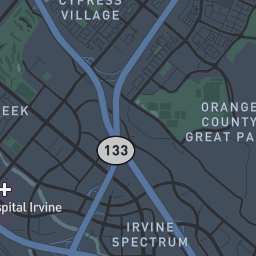 CYPRESS
VILLAGE
ORANGE
COUNTY
GREAT PA
EEK
133
spital Irvine
IRVINE
SPECTRUM